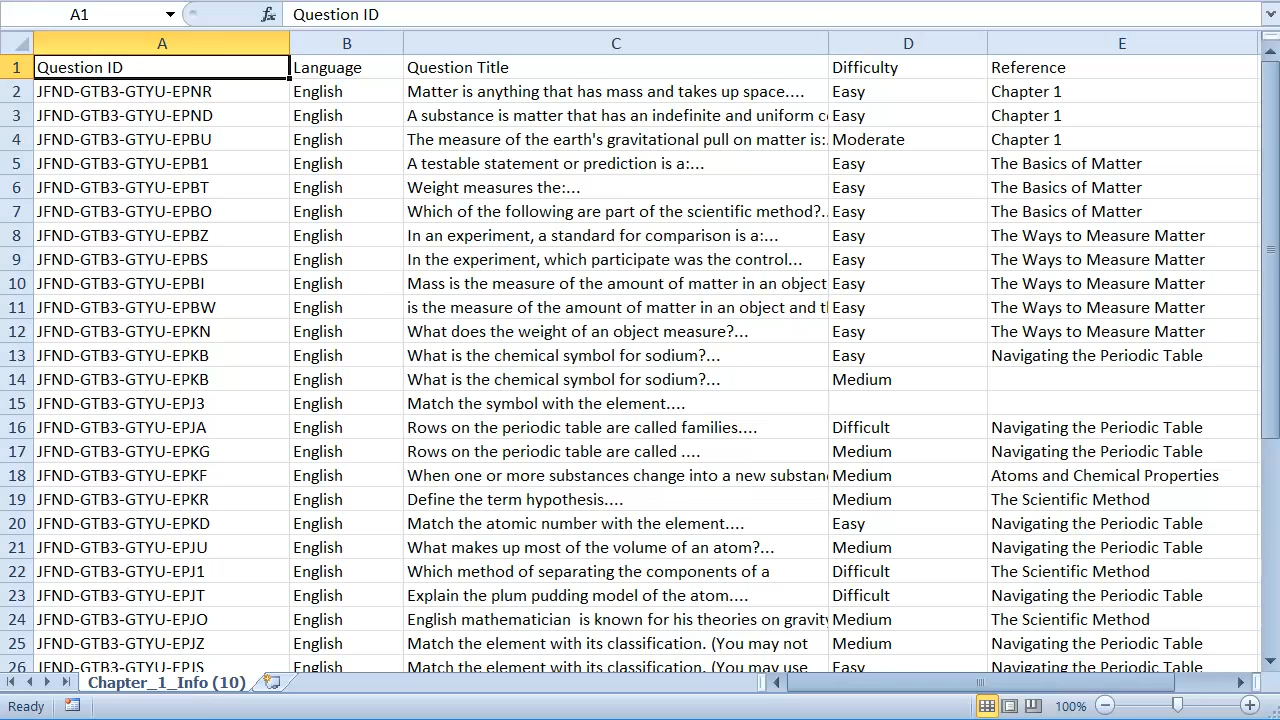 A1 fx Question ID
A B C D E
1 Question ID Language Question Title Difficulty Reference
2 JFND-GTB3-GTYU-EPNR English Matter is anything that has mass and takes up space.... Easy Chapter 1
3 JFND-GTB3-GTYU-EPND English A substance is matter that has an indefinite and uniform c Easy Chapter 1
4 JFND-GTB3-GTYU-EPBU English The measure of the earth's gravitational pull on matter is:. Moderate Chapter 1
5 JFND-GTB3-GTYU-EPB1 English A testable statement or prediction is a:... Easy The Basics of Matter
6 JFND-GTB3-GTYU-EPBT English Weight measures the:... Easy The Basics of Matter
7 JFND-GTB3-GTYU-EPBO English Which of the following are part of the scientific method?.. Easy The Basics of Matter
8 JFND-GTB3-GTYU-EPBZ English In an experiment, a standard for comparison is a:... Easy The Ways to Measure Matter
9 JFND-GTB3-GTYU-EPBS English In the experiment, which participate was the control... Easy The Ways to Measure Matter
10 JFND-GTB3-GTYU-EPBI English Mass is the measure of the amount of matter in an object Easy The Ways to Measure Matter
11 JFND-GTB3-GTYU-EPBW English is the measure of the amount of matter in an object and Easy The Ways to Measure Matter
12 JFND-GTB3-GTYU-EPKN English What does the weight of an object measure?... Easy The Ways to Measure Matter
13 JFND-GTB3-GTYU-EPKB English What is the chemical symbol for sodium?... Easy Navigating the Periodic Table
14 JFND-GTB3-GTYU-EPKB English What is the chemical symbol for sodium?... Medium
15 JFND-GTB3-GTYU-EPJ3 English Match the symbol with the element....
16 JFND-GTB3-GTYU-EPJA English Rows on the periodic table are called families.... Difficult Navigating the Periodic Table
17 JFND-GTB3-GTYU-EPKG English Rows on the periodic table are called .... Medium Navigating the Periodic Table
18 JFND-GTB3-GTYU-EPKF English When one or more substances change into a new substan Medium Atoms and Chemical Properties
19 JFND-GTB3-GTYU-EPKR English Define the term hypothesis.... Medium The Scientific Method
20 JFND-GTB3-GTYU-EPKD English Match the atomic number with the element.... Easy Navigating the Periodic Table
21 JFND-GTB3-GTYU-EPJU English What makes up most of the volume of an atom?... Medium Navigating the Periodic Table
22 JFND-GTB3-GTYU-EPJ1 English Which method of separating the components of a Difficult The Scientific Method
23 JFND-GTB3-GTYU-EPJT English Explain the plum pudding model of the atom.... Difficult Navigating the Periodic Table
24 JFND-GTB3-GTYU-EPJO English English mathematician is known for his theories on gravity Medium The Scientific Method
25 JFND-GTB3-GTYU-EPJZ English Match the element with its classification. (You may not Medium Navigating the Periodic Table
26 JFND-GTB3-GTYU-EPJS English Match the element with its classification. (You may use Easy Navigating the Periodic Table
Chapter_1_Info (10)
Ready 100%